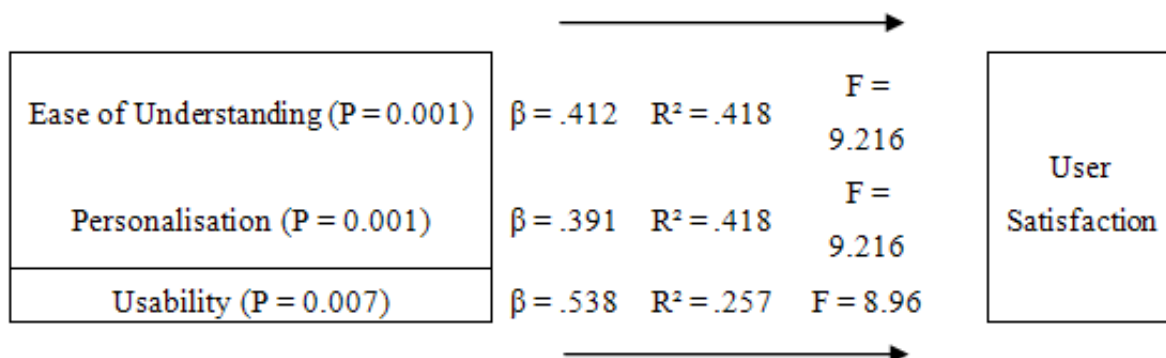 Ease of Understanding (P = 0.001) β = .412 R² = .418 F =
9.216
Personalisation (P = 0.001) β = .391 R² = .418 F =
9.216
Usability (P = 0.007) β = .538 R² = .257 F = 8.96
User
Satisfaction